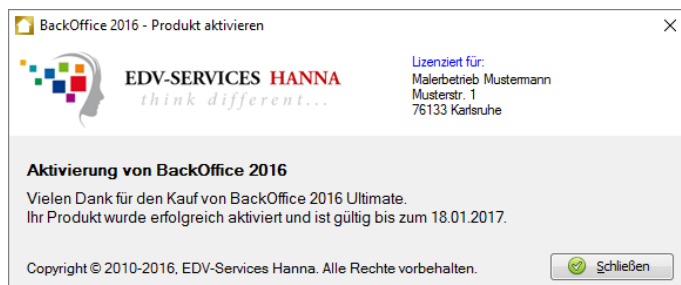 BackOffice 2016 - Produkt aktivieren
EDV-SERVICES HANNA
think different...
Lizenziert für:
Malerbetrieb Mustermann
Musterstr. 1
76133 Karlsruhe
Aktivierung von BackOffice 2016
Vielen Dank für den Kauf von BackOffice 2016 Ultimate.
Ihr Produkt wurde erfolgreich aktiviert und ist gültig bis zum 18.01.2017.
Copyright © 2010-2016, EDV-Services Hanna. Alle Rechte vorbehalten.
Schließen